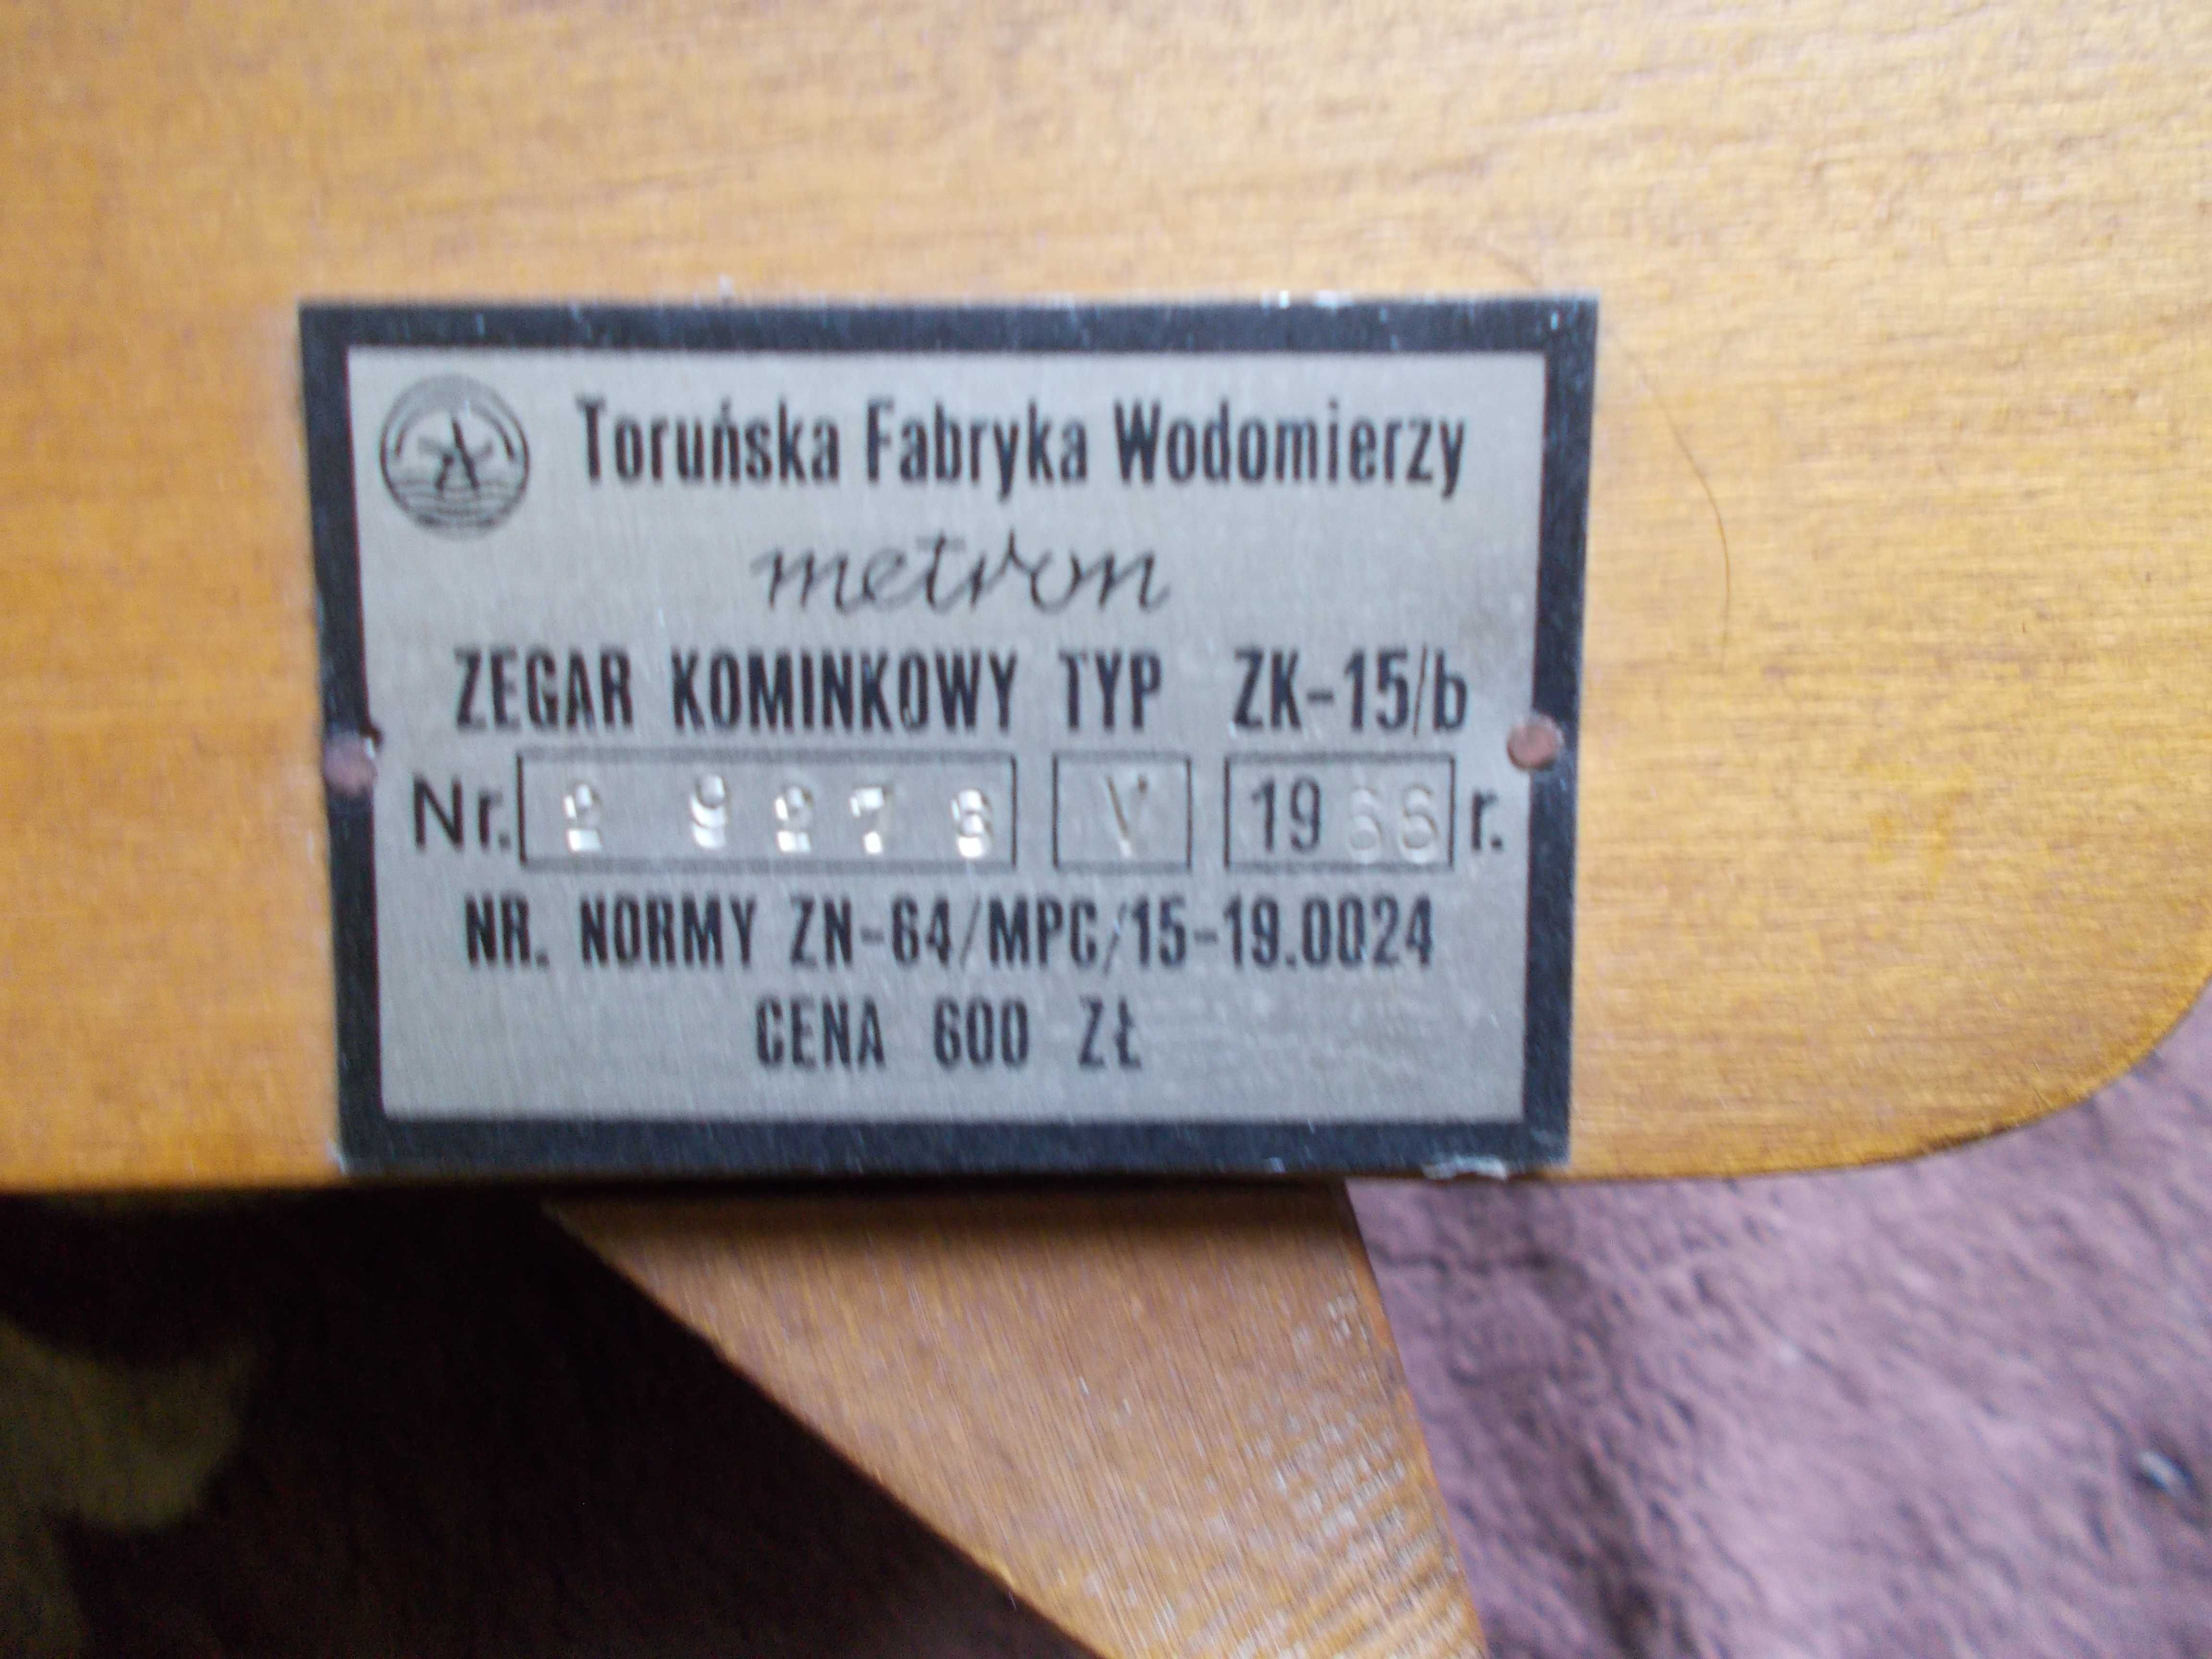 Toruńska Fabryka Wodomierzy
metron
ZEGAR KOMINKOWY TYP ZK-15/b
Nr. V 1966 r.
NR. NORMY ZN-64/MPC/15-19.0024
CENA 600 ZŁ